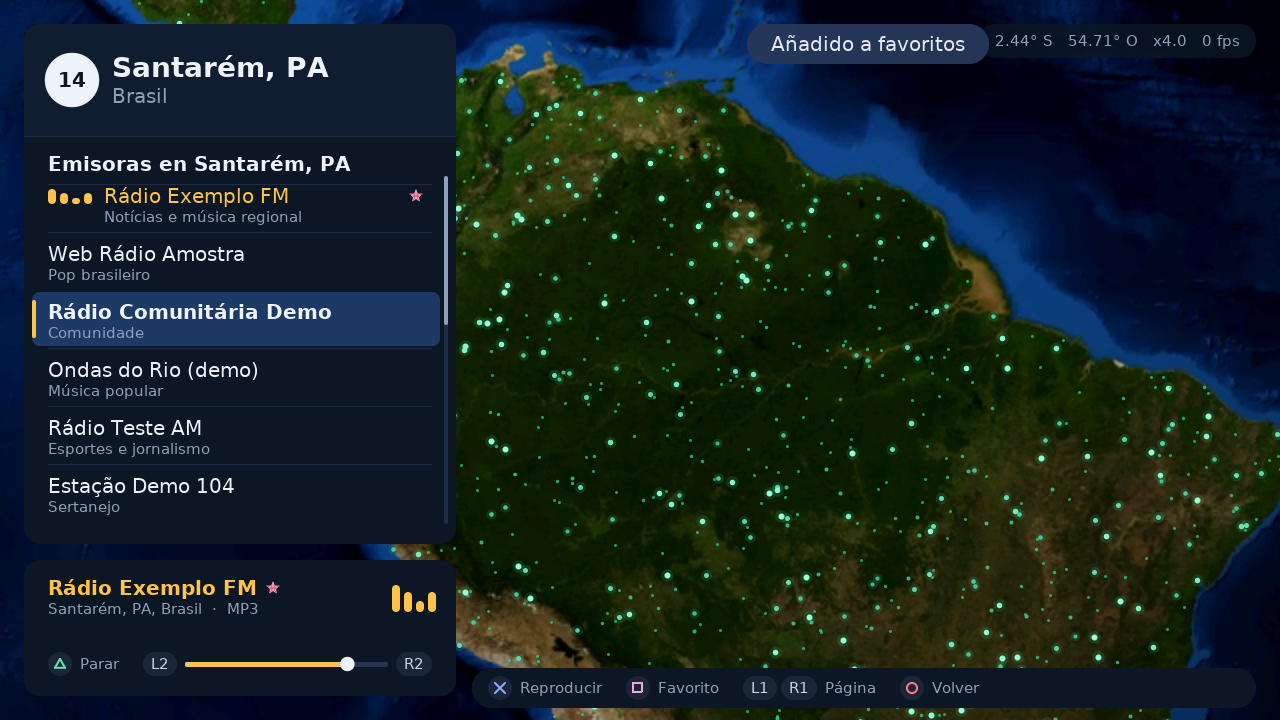 14
Santarém, PA
Brasil
Emisoras en Santarém, PA
Rádio Exemplo FM
Notícias e música regional
Web Rádio Amostra
Pop brasileiro
Rádio Comunitária Demo
Comunidade
Ondas do Rio (demo)
Música popular
Rádio Teste AM
Esportes e jornalismo
Estação Demo 104
Sertanejo
Rádio Exemplo FM
Santarém, PA, Brasil · MP3
Parar L2 R2
Añadido a favoritos
2.44° S 54.71° O x4.0 0 fps
Reproducir Favorito L1 R1 Página Volver